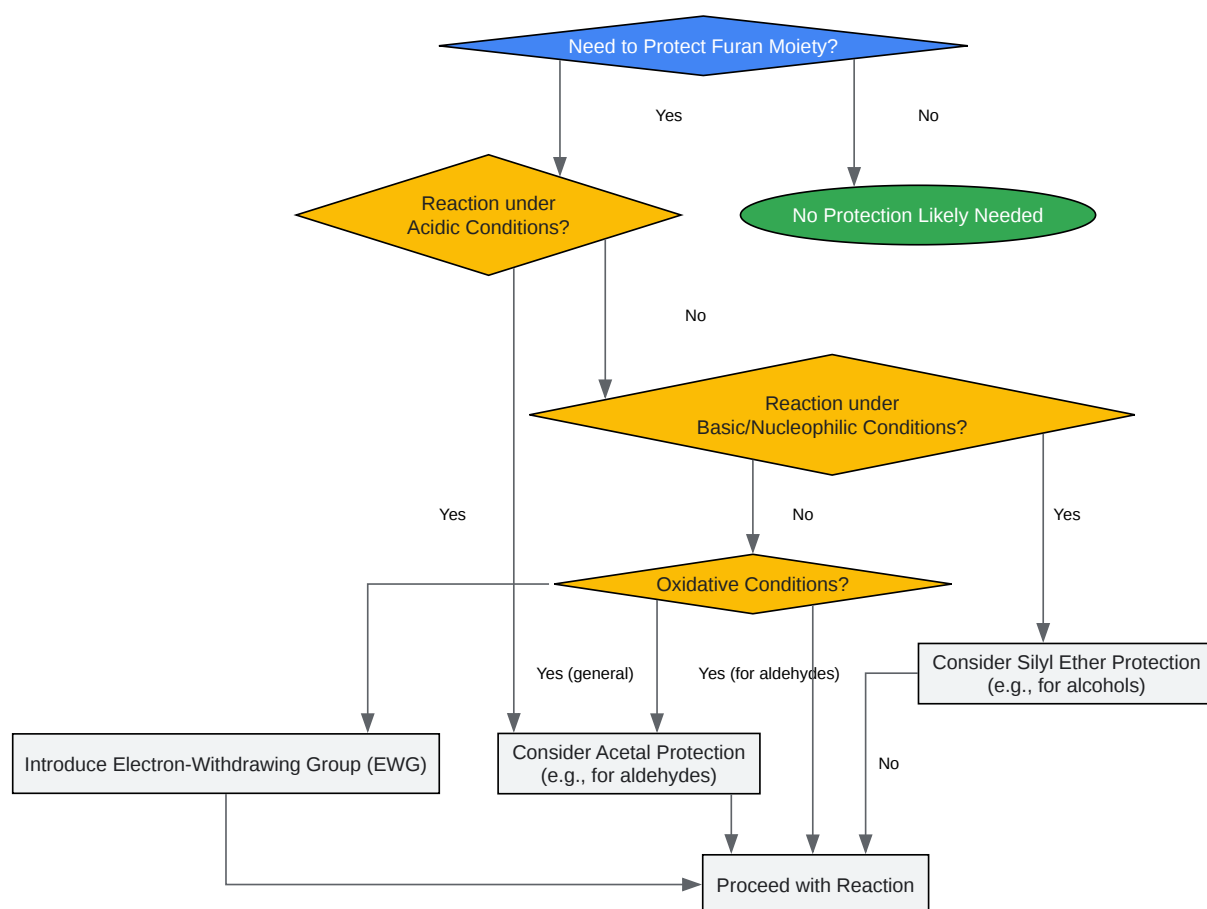 Need to Protect Furan Moiety?
Yes
No
Reaction under
Acidic Conditions?
No Protection Likely Needed
No
Reaction under
Basic/Nucleophilic Conditions?
Yes
No
Yes
Oxidative Conditions?
Yes (general)
Yes (for aldehydes)
Consider Silyl Ether Protection
(e.g., for alcohols)
Introduce Electron-Withdrawing Group (EWG)
Consider Acetal Protection
(e.g., for aldehydes)
No
Proceed with Reaction